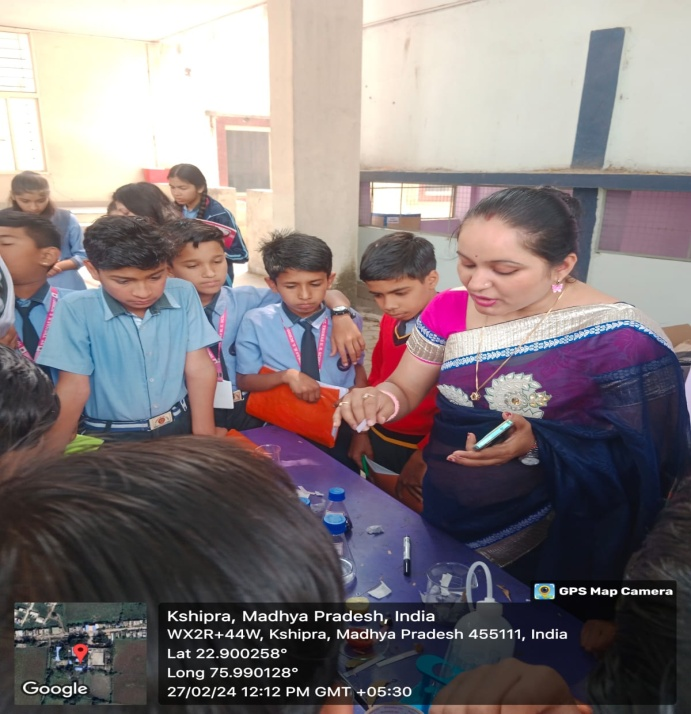 GPS Map Camera
Kshipra, Madhya Pradesh, India
WX2R+44W, Kshipra, Madhya Pradesh 455111, India
Lat 22.900258°
Long 75.990128°
27/02/24 12:12 PM GMT +05:30
Google